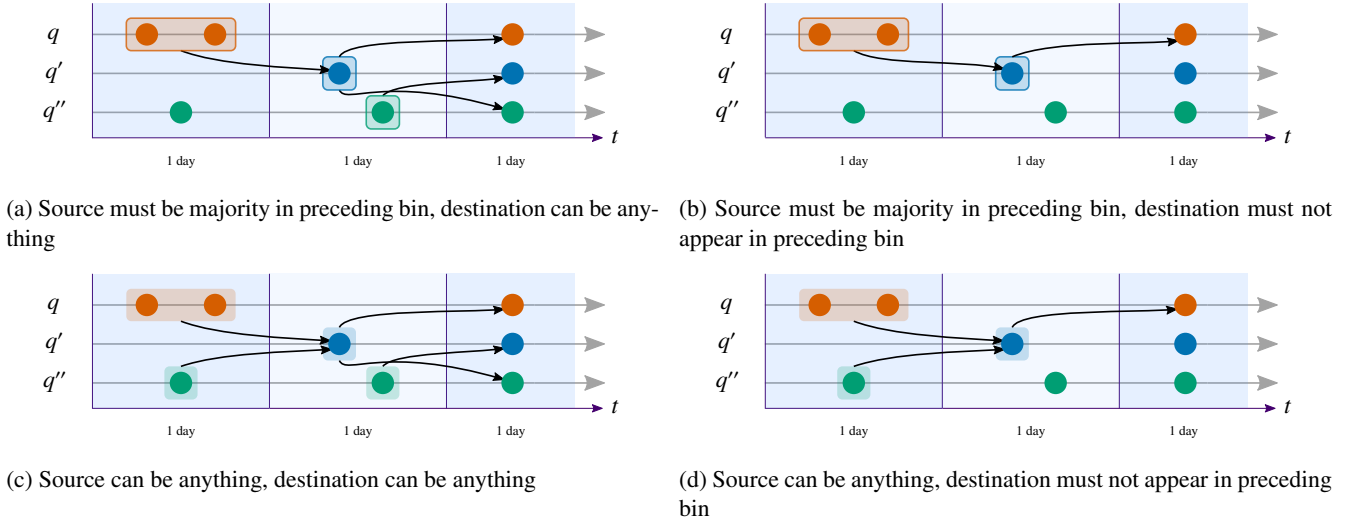 q
q′
q″
t
1 day
1 day
1 day
(a) Source must be majority in preceding bin, destination can be any-
thing
q
q′
q″
t
1 day
1 day
1 day
(b) Source must be majority in preceding bin, destination must not
appear in preceding bin
q
q′
q″
t
1 day
1 day
1 day
(c) Source can be anything, destination can be anything
q
q′
q″
t
1 day
1 day
1 day
(d) Source can be anything, destination must not appear in preceding
bin